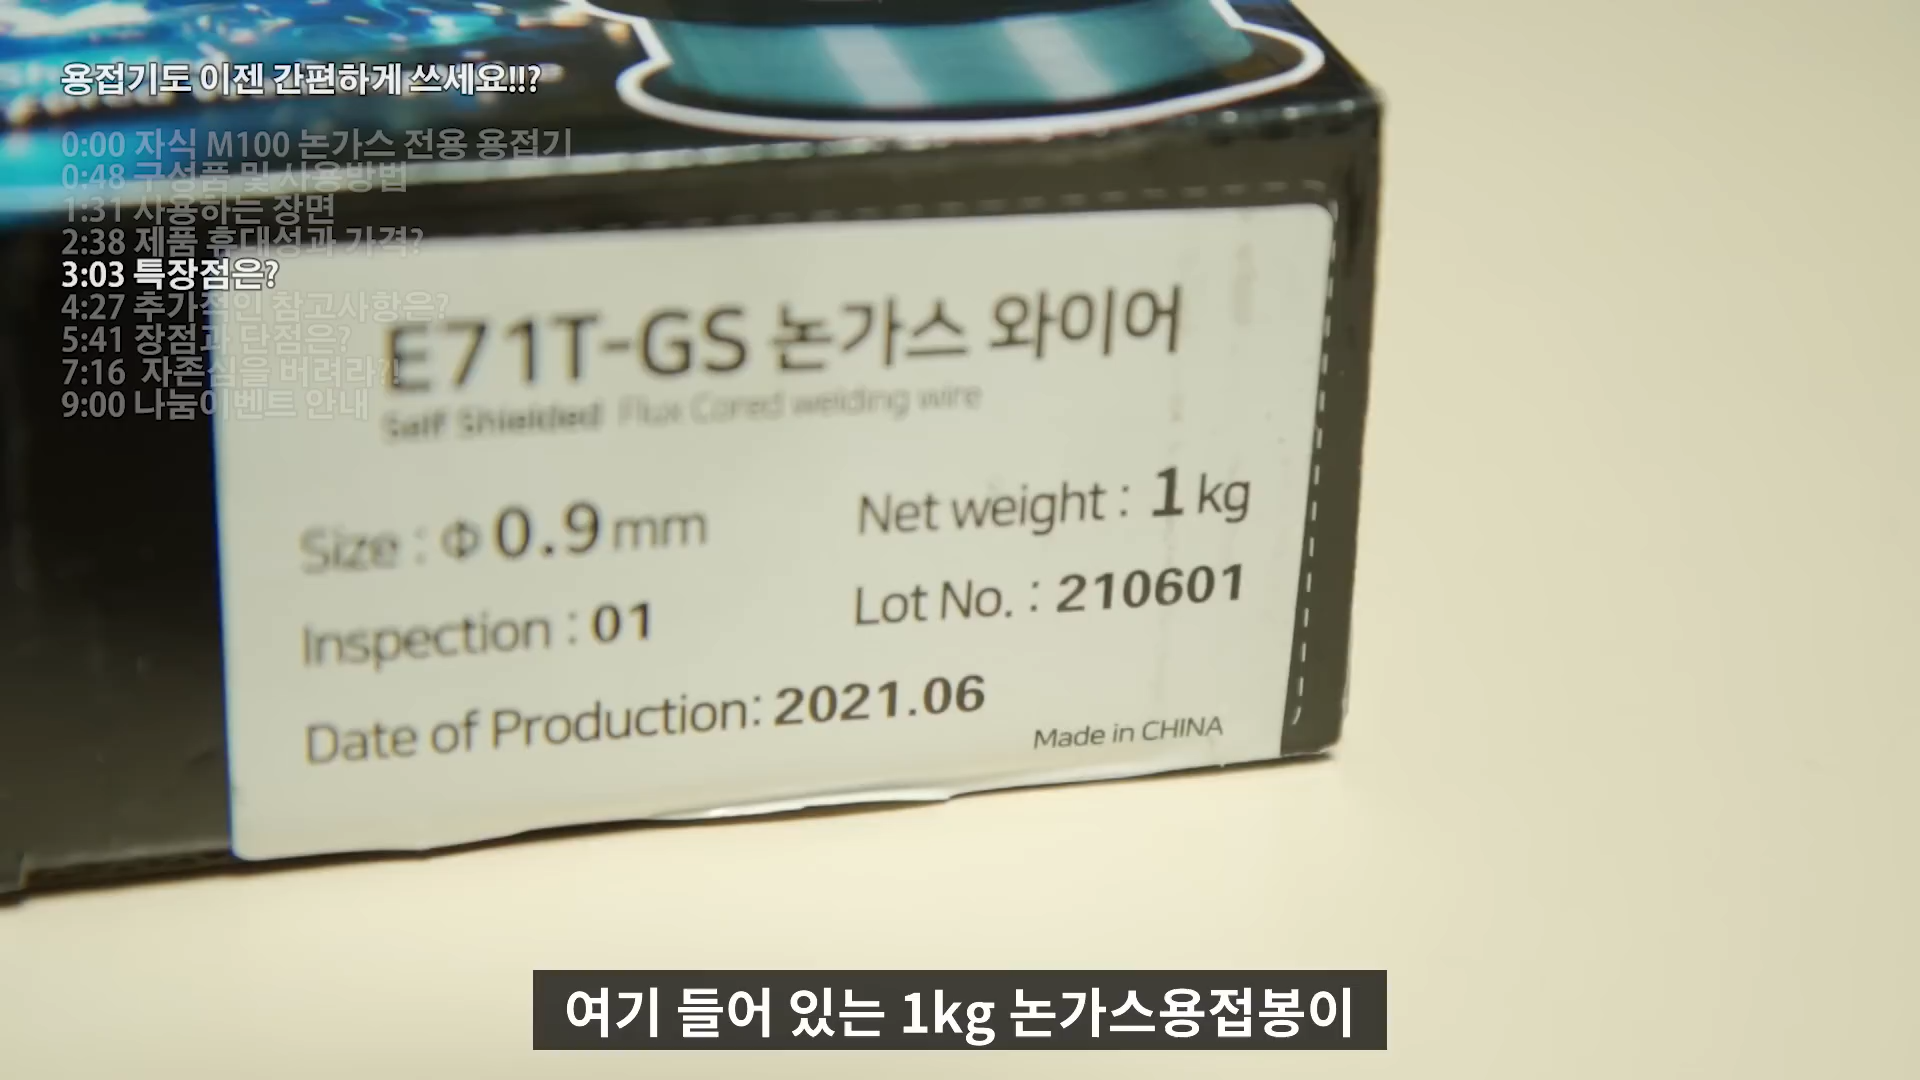 용접기도 이젠 간편하게 쓰세요!!?
0:00 자식 M100 논가스 전용 용접기
0:48 구성품 및 사용방법
1:31 사용하는 장면
2:38 제품 휴대성과 가격?
3:03 특장점은?
4:27 추가적인 참고사항은?
5:41 장점과 단점은?
7:16 자존심을 버려라?!
9:00 나눔이벤트 안내
E71T-GS 논가스 와이어
Self Shielded Flux Cored welding wire
Size : Φ 0.9 mm
Net weight : 1 kg
Inspection : 01
Lot No. : 210601
Date of Production: 2021.06
Made in CHINA
여기 들어 있는 1kg 논가스용접봉이